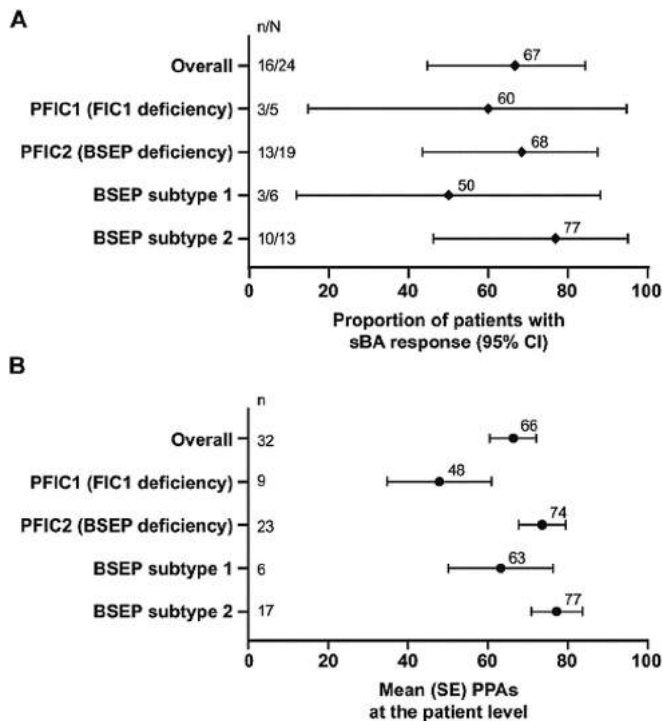 A
n/N
Overall 16/24 67
PFIC1 (FIC1 deficiency) 3/5 60
PFIC2 (BSEP deficiency) 13/19 68
BSEP subtype 1 3/6 50
BSEP subtype 2 10/13 77
0 20 40 60 80 100
Proportion of patients with
sBA response (95% CI)
B
n
Overall 32 66
PFIC1 (FIC1 deficiency) 9 48
PFIC2 (BSEP deficiency) 23 74
BSEP subtype 1 6 63
BSEP subtype 2 17 77
0 20 40 60 80 100
Mean (SE) PPAs
at the patient level